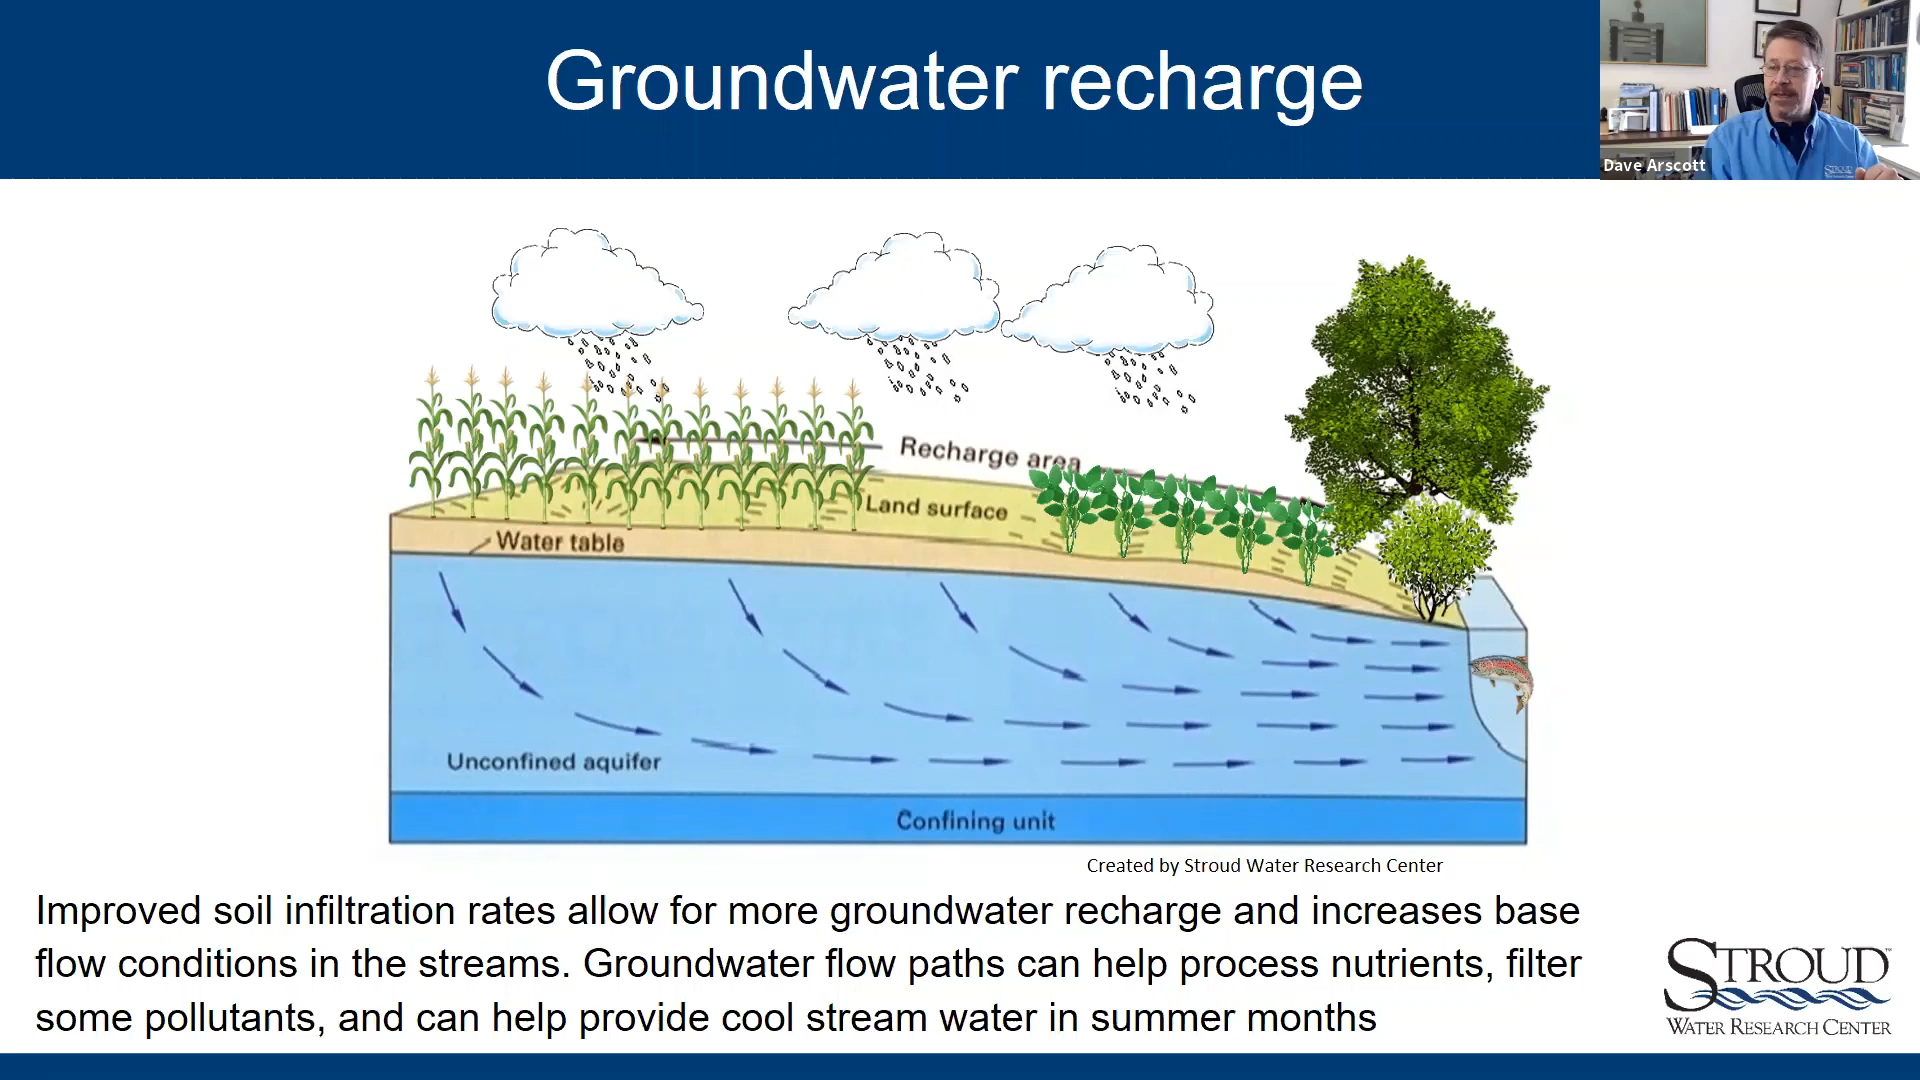 Groundwater recharge
Dave Arscott
Recharge area
Land surface
Water table
Unconfined aquifer
Confining unit
Created by Stroud Water Research Center
Improved soil infiltration rates allow for more groundwater recharge and increases base
flow conditions in the streams. Groundwater flow paths can help process nutrients, filter
some pollutants, and can help provide cool stream water in summer months
STROUD™
WATER RESEARCH CENTER